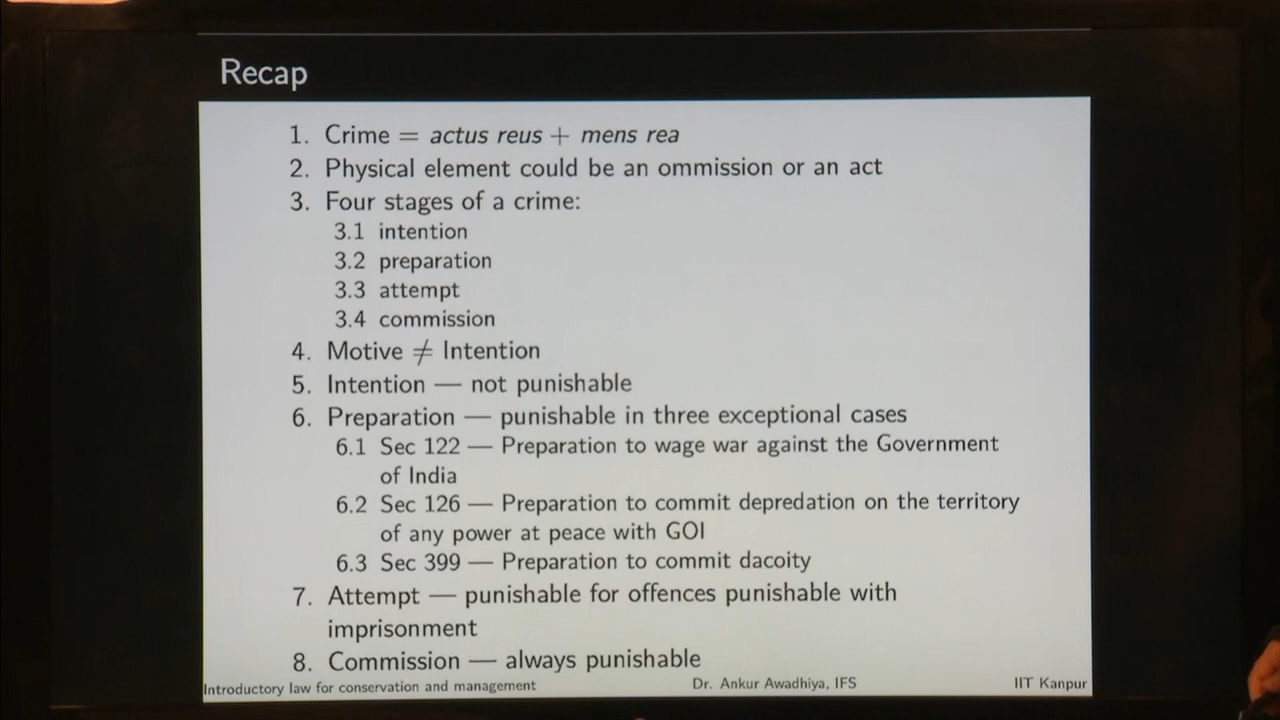 Recap
1. Crime = actus reus + mens rea
2. Physical element could be an ommission or an act
3. Four stages of a crime:
3.1 intention
3.2 preparation
3.3 attempt
3.4 commission
4. Motive ≠ Intention
5. Intention — not punishable
6. Preparation — punishable in three exceptional cases
6.1 Sec 122 — Preparation to wage war against the Government
of India
6.2 Sec 126 — Preparation to commit depredation on the territory
of any power at peace with GOI
6.3 Sec 399 — Preparation to commit dacoity
7. Attempt — punishable for offences punishable with
imprisonment
8. Commission — always punishable
Introductory law for conservation and management Dr. Ankur Awadhiya, IFS IIT Kanpur